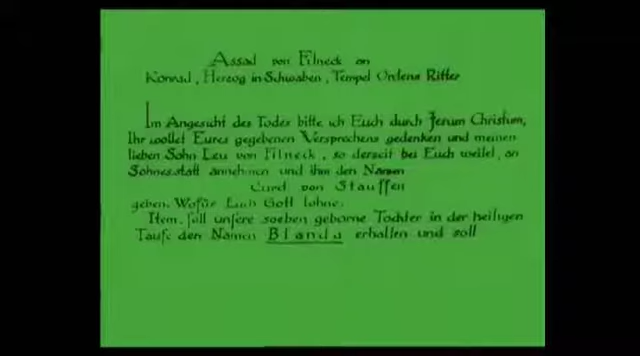 Assad von Filneck an
Konrad, Herzog in Schwaben, Tempel Ordens Ritter
Im Angesicht des Todes bitte ich Euch durch Jesum Christum,
Ihr wollet Eures gegebenen Versprechens gedenken und meinen
lieben Sohn Leu von Filneck, so derseit bei Euch weilet, an
Sohnesstatt annehmen und ihm den Namen
Curd von Stauffen
geben. Wofür Euch Gott lohne.
Item, soll unsere soeben geborne Tochter in der heiligen
Taufe den Namen Blanda erhalten und soll